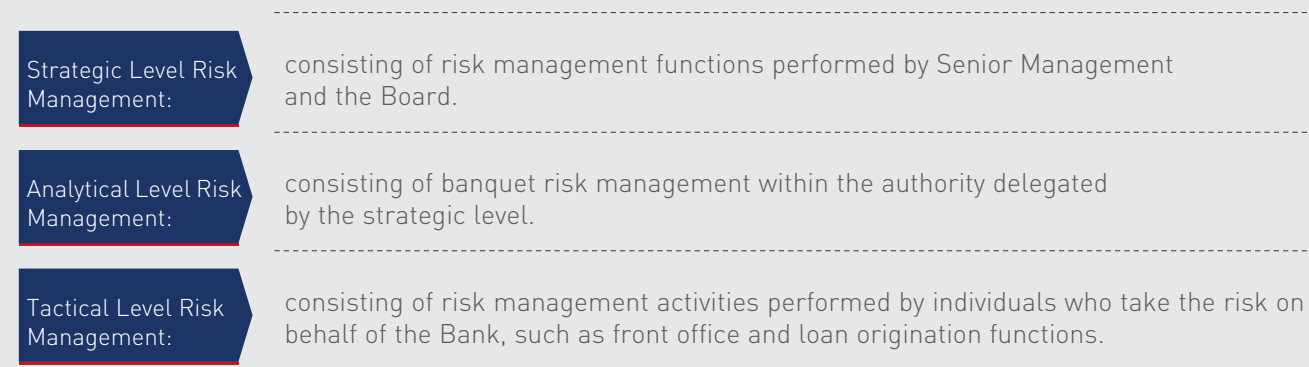 Strategic Level Risk
Management:
consisting of risk management functions performed by Senior Management
and the Board.
Analytical Level Risk
Management:
consisting of banquet risk management within the authority delegated
by the strategic level.
Tactical Level Risk
Management:
consisting of risk management activities performed by individuals who take the risk on
behalf of the Bank, such as front office and loan origination functions.